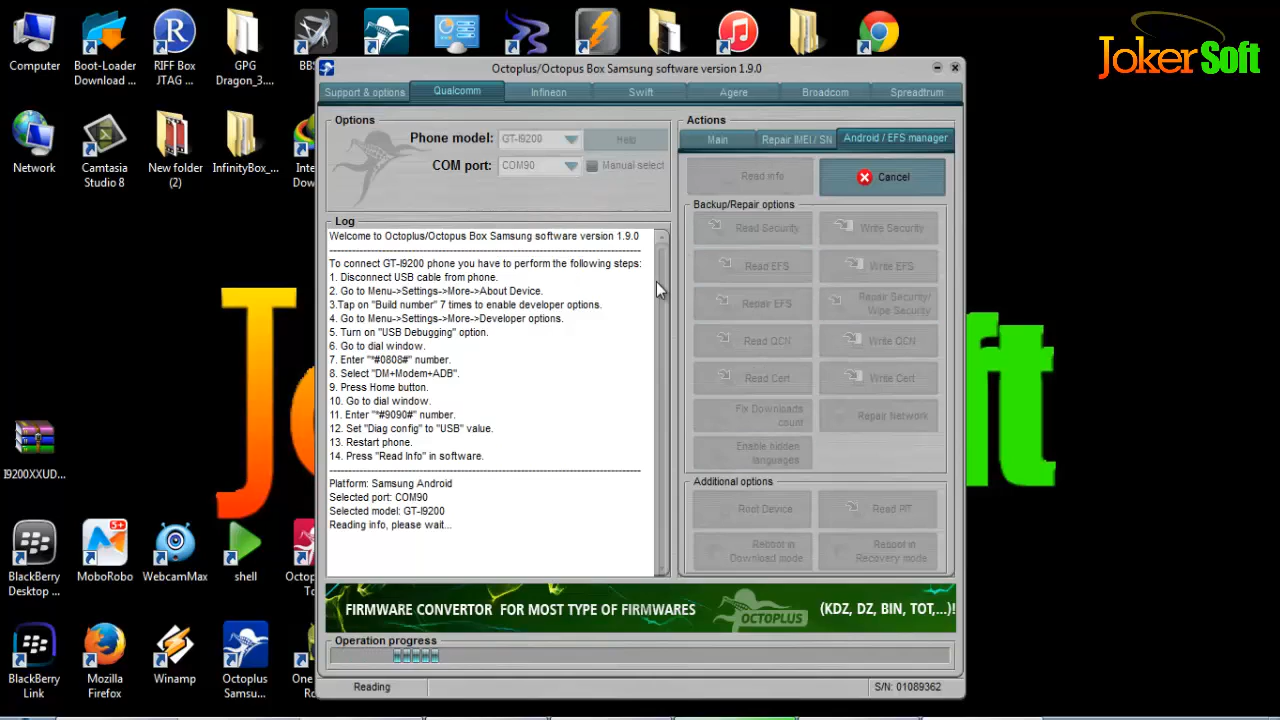 Computer
Boot-Loader
Download ...
RIFF Box
JTAG ...
GPG
Dragon_3....
Joker Soft
Octoplus/Octopus Box Samsung software version 1.9.0
Support & options
Qualcomm
Infineon
Swift
Agere
Broadcom
Spreadtrum
Options
Phone model:
GT-I9200
Help
COM port:
COM90
Manual select
Actions
Main
Repair IMEI / SN
Android / EFS manager
Read info
Cancel
Backup/Repair options
Read Security
Write Security
Read EFS
Write EFS
Repair EFS
Repair Security/
Wipe Security
Read QCN
Write QCN
Read Cert
Write Cert
Fix Downloads
count
Repair Network
Enable hidden
languages
Additional options
Root Device
Read PIT
Reboot in
Download mode
Reboot in
Recovery mode
Log
Welcome to Octoplus/Octopus Box Samsung software version 1.9.0
To connect GT-I9200 phone you have to perform the following steps:
1. Disconnect USB cable from phone.
2. Go to Menu->Settings->More->About Device.
3.Tap on "Build number" 7 times to enable developer options.
4. Go to Menu->Settings->More->Developer options.
5. Turn on "USB Debugging" option.
6. Go to dial window.
7. Enter "*#0808#" number.
8. Select "DM+Modem+ADB".
9. Press Home button.
10. Go to dial window.
11. Enter "*#9090#" number.
12. Set "Diag config" to "USB" value.
13. Restart phone.
14. Press "Read Info" in software.
Platform: Samsung Android
Selected port: COM90
Selected model: GT-I9200
Reading info, please wait...
FIRMWARE CONVERTOR FOR MOST TYPE OF FIRMWARES
OCTOPLUS
(KDZ, DZ, BIN, TOT,...)!
Operation progress
Reading
S/N: 01089362
Network
Camtasia
Studio 8
New folder
(2)
InfinityBox_...
I9200XXUD...
BlackBerry
Desktop ...
5+
MoboRobo
WebcamMax
shell
BlackBerry
Link
Mozilla
Firefox
Winamp
Octoplus
Samsu...